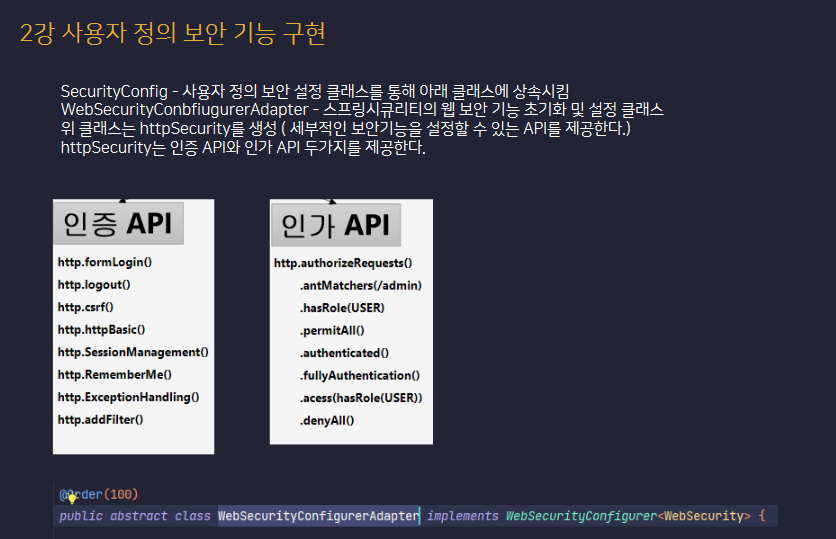 2강 사용자 정의 보안 기능 구현
SecurityConfig - 사용자 정의 보안 설정 클래스를 통해 아래 클래스에 상속시킴
WebSecurityConbfiugurerAdapter - 스프링시큐리티의 웹 보안 기능 초기화 및 설정 클래스
위 클래스는 httpSecurity를 생성 ( 세부적인 보안기능을 설정할 수 있는 API를 제공한다.)
httpSecurity는 인증 API와 인가 API 두가지를 제공한다.
인증 API
http.formLogin()
http.logout()
http.csrf()
http.httpBasic()
http.SessionManagement()
http.RememberMe()
http.ExceptionHandling()
http.addFilter()
인가 API
http.authorizeRequests()
.antMatchers(/admin)
.hasRole(USER)
.permitAll()
.authenticated()
.fullyAuthentication()
.acess(hasRole(USER))
.denyAll()
@Order(100)
public abstract class WebSecurityConfigurerAdapter implements WebSecurityConfigurer<WebSecurity> {